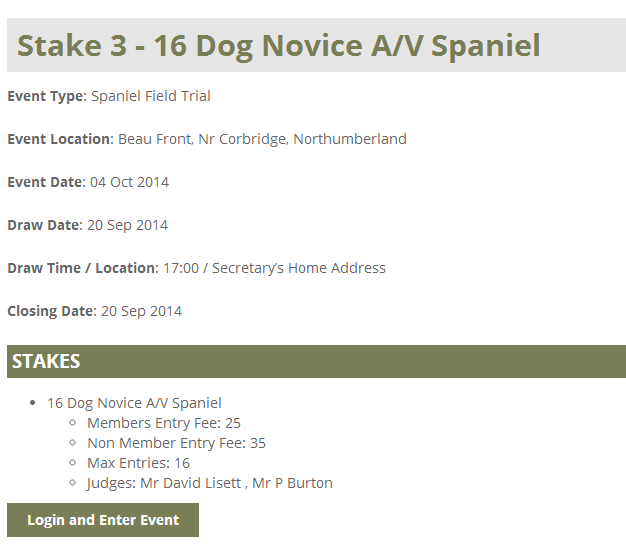 Stake 3 - 16 Dog Novice A/V Spaniel
Event Type: Spaniel Field Trial
Event Location: Beau Front, Nr Corbridge, Northumberland
Event Date: 04 Oct 2014
Draw Date: 20 Sep 2014
Draw Time / Location: 17:00 / Secretary's Home Address
Closing Date: 20 Sep 2014
STAKES
16 Dog Novice A/V Spaniel
Members Entry Fee: 25
Non Member Entry Fee: 35
Max Entries: 16
Judges: Mr David Lisett , Mr P Burton
Login and Enter Event